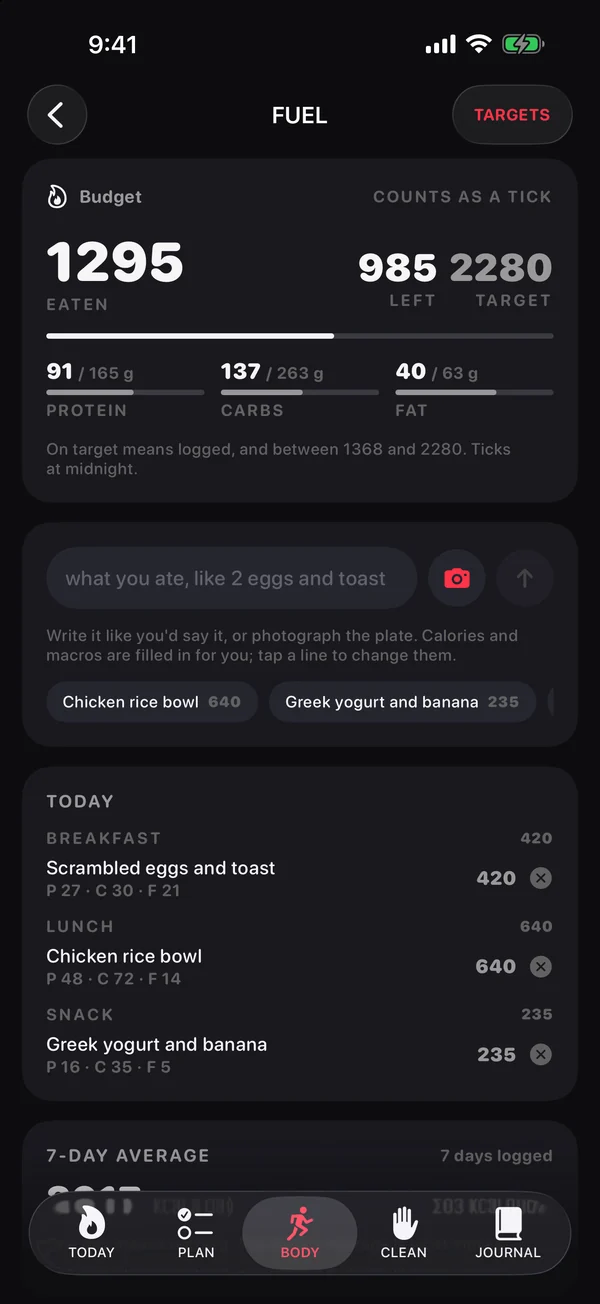 9:41
FUEL
TARGETS
Budget
COUNTS AS A TICK
1295
985 2280
EATEN
LEFT TARGET
91 / 165 g 137 / 263 g 40 / 63 g
PROTEIN CARBS FAT
On target means logged, and between 1368 and 2280. Ticks
at midnight.
what you ate, like 2 eggs and toast
Write it like you'd say it, or photograph the plate. Calories and
macros are filled in for you; tap a line to change them.
Chicken rice bowl 640 Greek yogurt and banana 235
TODAY
BREAKFAST 420
Scrambled eggs and toast 420
P 27 · C 30 · F 21
LUNCH 640
Chicken rice bowl 640
P 48 · C 72 · F 14
SNACK 235
Greek yogurt and banana 235
P 16 · C 35 · F 5
7-DAY AVERAGE 7 days logged
TODAY PLAN BODY CLEAN JOURNAL